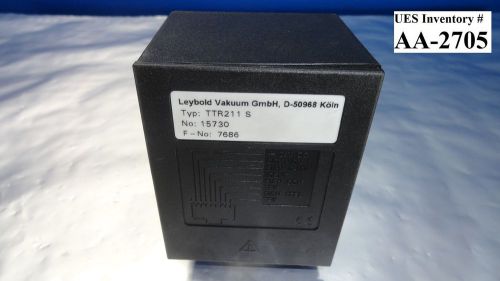 UES Inventory #
AA-2705
Leybold Vakuum GmbH, D-50968 Köln
Typ: TTR211 S
No: 15730
F-No: 7686